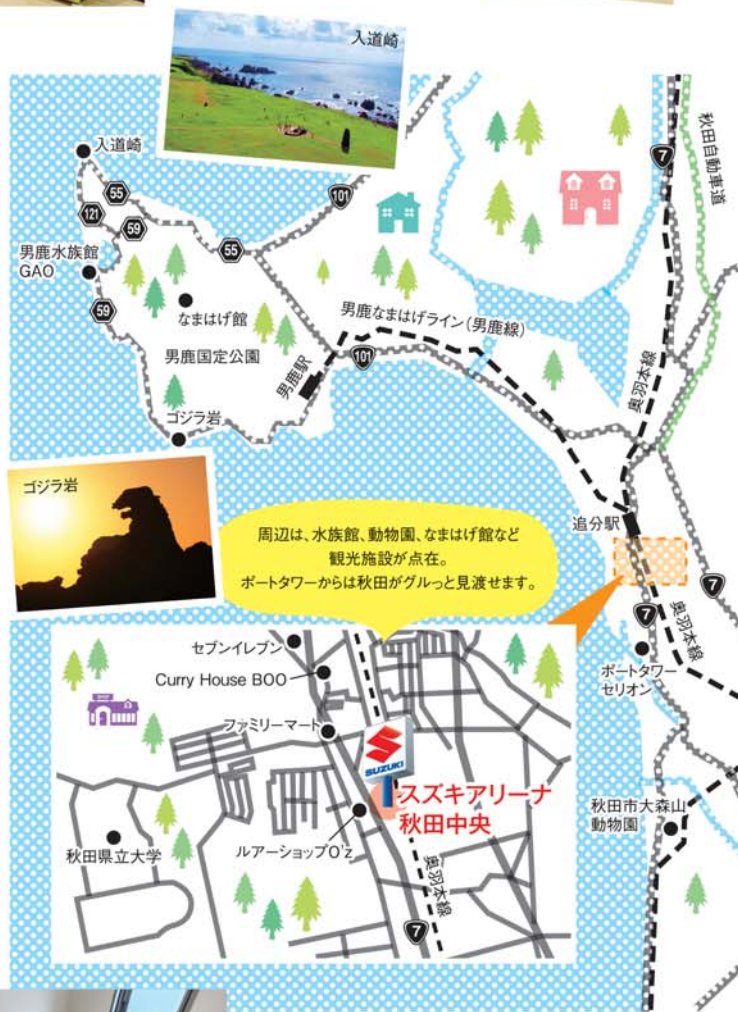 入道崎
入道崎
55
121
59
55
101
7
秋田自動車道
男鹿水族館
GAO
59
なまはげ館
男鹿国定公園
男鹿なまはげライン(男鹿線)
101
男鹿駅
奥羽本線
ゴジラ岩
ゴジラ岩
追分駅
周辺は、水族館、動物園、なまはげ館など
観光施設が点在。
ポートタワーからは秋田がグルっと見渡せます。
7
7
奥羽本線
ポートタワー
セリオン
セブンイレブン
Curry House BOO
SHOP
ファミリーマート
SUZUKI
スズキアリーナ
秋田中央
秋田県立大学
ルアーショップO'z
奥羽本線
7
秋田市大森山
動物園